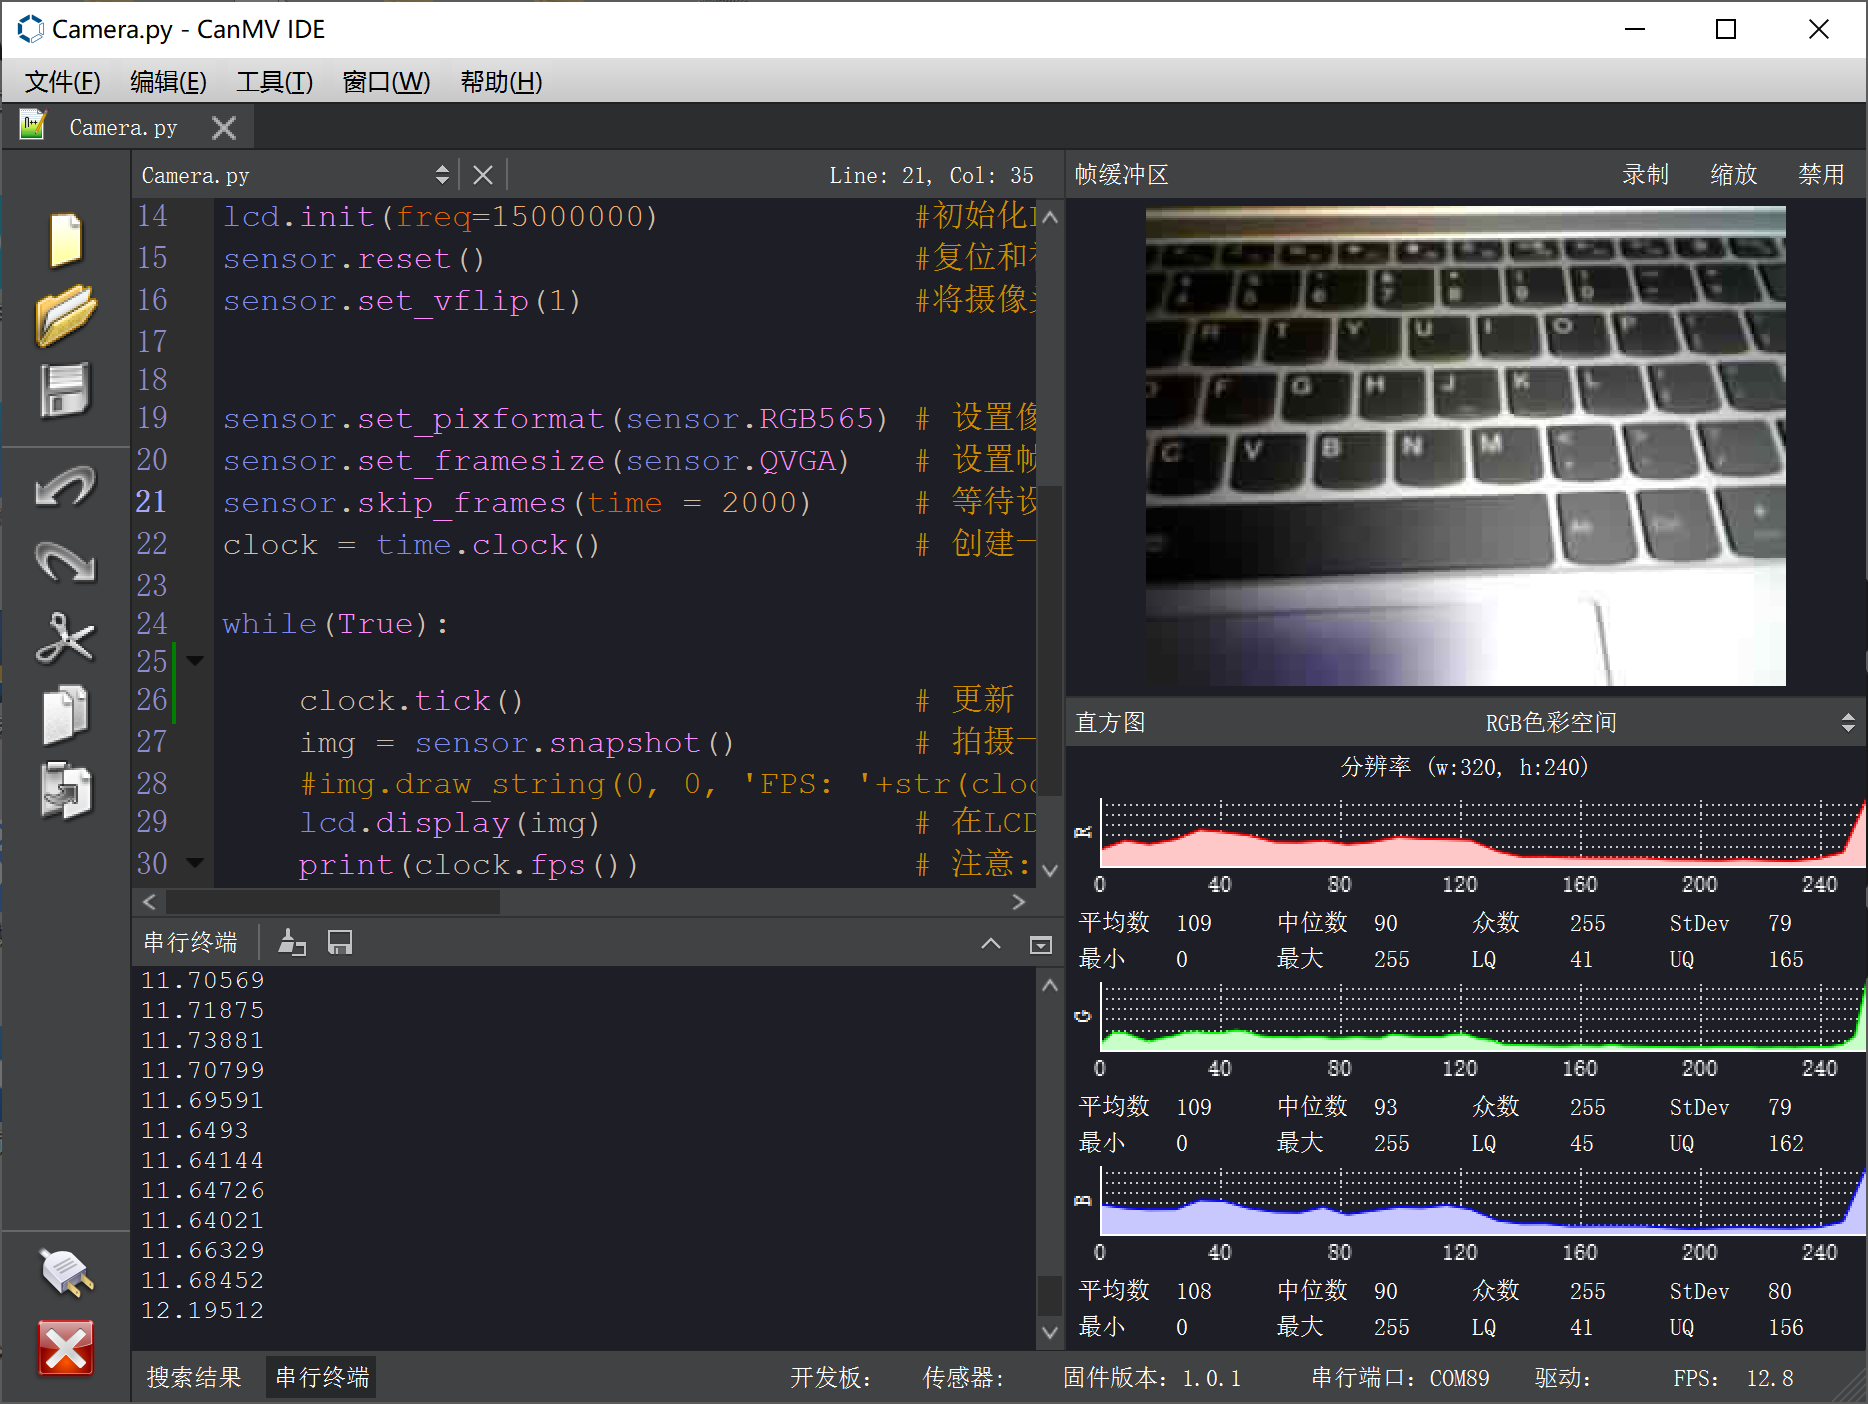 Camera.py - CanMV IDE
文件(F) 编辑(E) 工具(T) 窗口(W) 帮助(H)
Camera.py
Camera.py Line: 21, Col: 35
14 lcd.init(freq=15000000) #初始化
15 sensor.reset() #复位和
16 sensor.set_vflip(1) #将摄像
17
18
19 sensor.set_pixformat(sensor.RGB565) # 设置像
20 sensor.set_framesize(sensor.QVGA) # 设置帧
21 sensor.skip_frames(time = 2000) # 等待设
22 clock = time.clock() # 创建一
23
24 while(True):
25
26 clock.tick() # 更新
27 img = sensor.snapshot() # 拍摄一
28 #img.draw_string(0, 0, 'FPS: '+str(cloc
29 lcd.display(img) # 在LCD
30 print(clock.fps()) # 注意:
串行终端
11.70569
11.71875
11.73881
11.70799
11.69591
11.6493
11.64144
11.64726
11.64021
11.66329
11.68452
12.19512
帧缓冲区 录制 缩放 禁用
T Y U I O P
F G H J K L
C V B N M
直方图 RGB色彩空间
分辨率 (w:320, h:240)
R
0 40 80 120 160 200 240
平均数 109 中位数 90 众数 255 StDev 79
最小 0 最大 255 LQ 41 UQ 165
G
0 40 80 120 160 200 240
平均数 109 中位数 93 众数 255 StDev 79
最小 0 最大 255 LQ 45 UQ 162
B
0 40 80 120 160 200 240
平均数 108 中位数 90 众数 255 StDev 80
最小 0 最大 255 LQ 41 UQ 156
搜索结果 串行终端 开发板: 传感器: 固件版本: 1.0.1 串行端口: COM89 驱动: FPS: 12.8